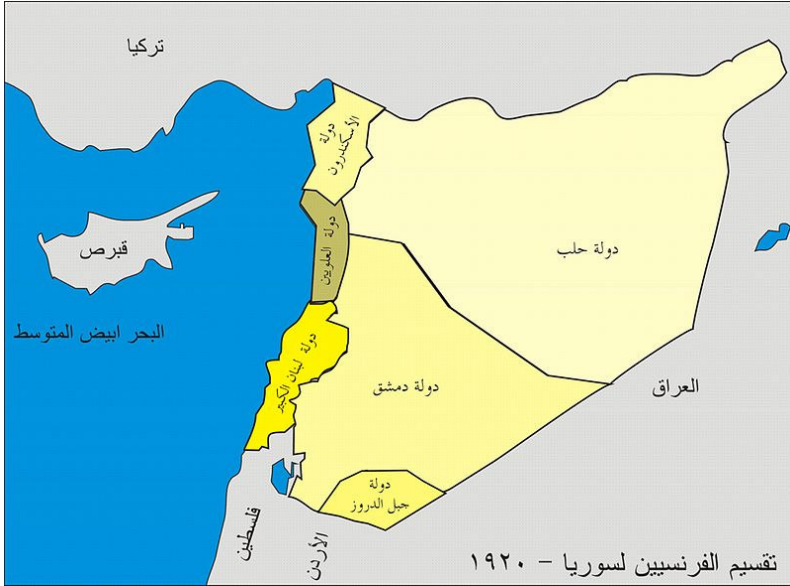 تركيا
دولة
الأسكندرون
قبرص
دولة العلويين
دولة حلب
البحر ابيض المتوسط
دولة لبنان الكبير
دولة دمشق
العراق
دولة
جبل الدروز
فلسطين
الأردن
تقسيم الفرنسيين لسوريا - ١٩٢٠